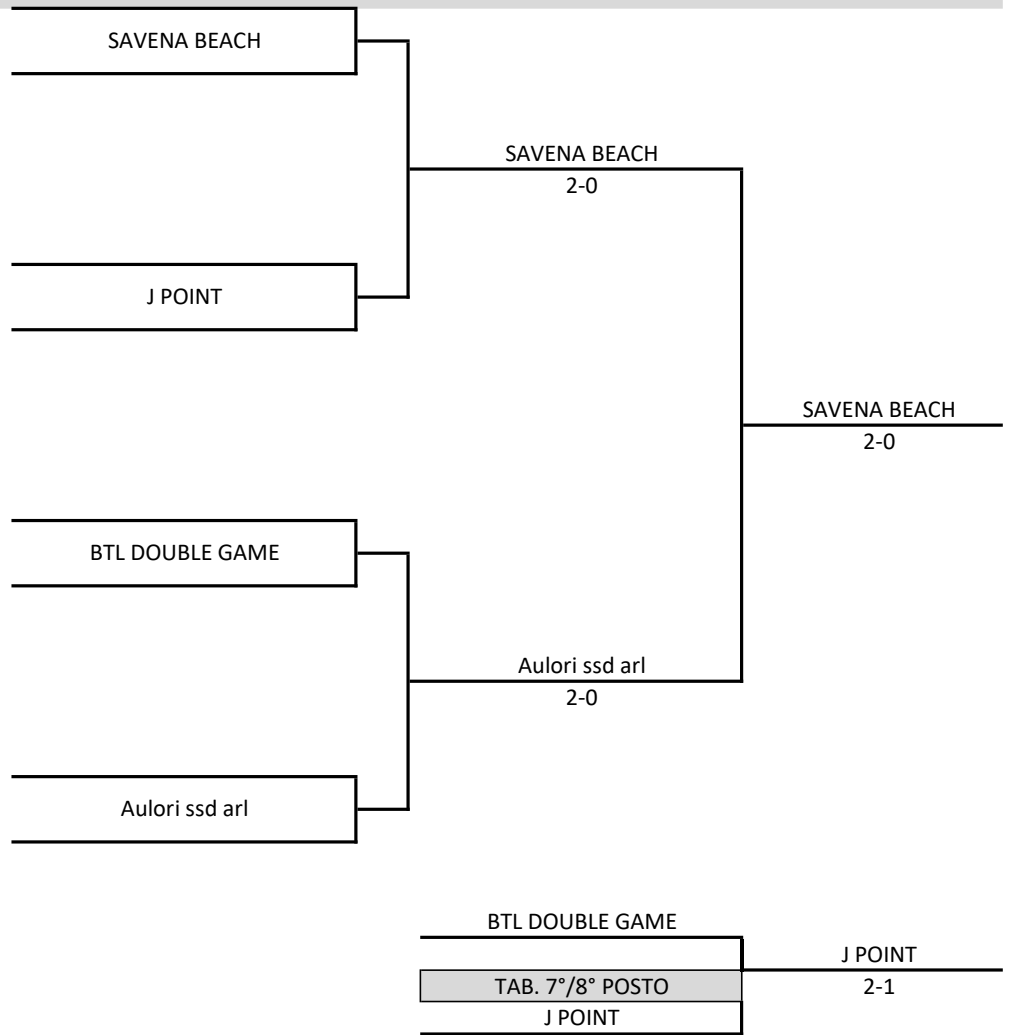 SAVENA BEACH
SAVENA BEACH
2-0
J POINT
SAVENA BEACH
2-0
BTL DOUBLE GAME
Aulori ssd arl
2-0
Aulori ssd arl
BTL DOUBLE GAME
J POINT
TAB. 7°/8° POSTO
2-1
J POINT